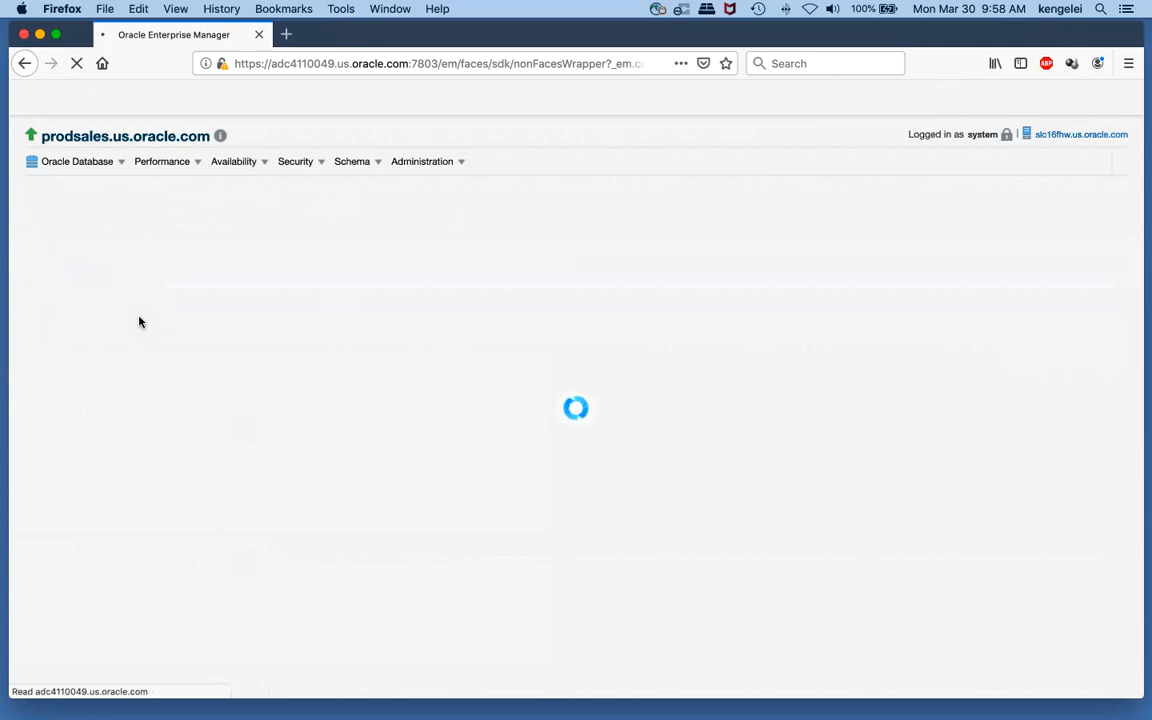 Firefox File Edit View History Bookmarks Tools Window Help 100% Mon Mar 30 9:58 AM kengelei
Oracle Enterprise Manager
https://adc4110049.us.oracle.com:7803/em/faces/sdk/nonFacesWrapper?_em.cc Search
ABP
prodsales.us.oracle.com Logged in as system slc16fhw.us.oracle.com
Oracle Database Performance Availability Security Schema Administration
Read adc4110049.us.oracle.com